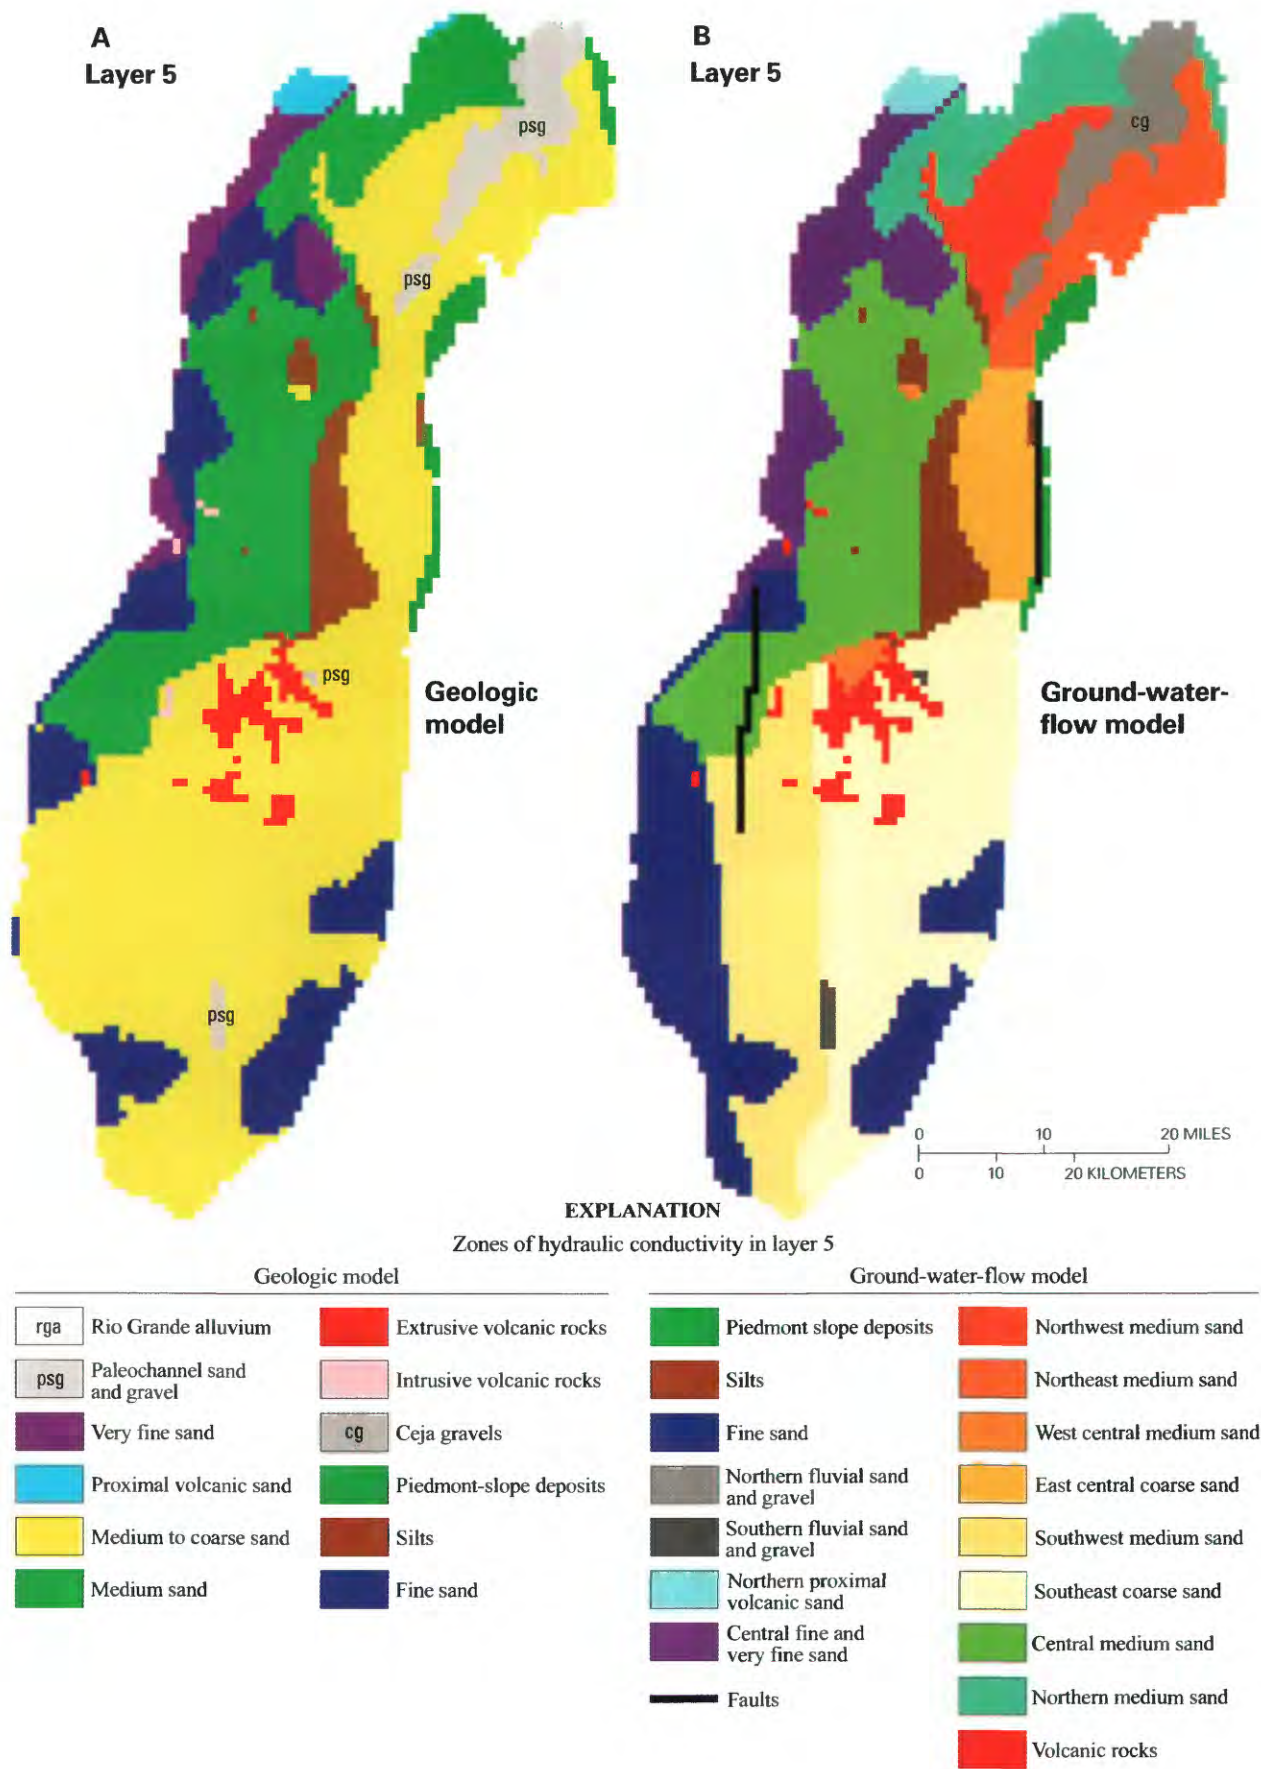 A
Layer 5
B
Layer 5
psg
cg
psg
psg
Geologic
model
Ground-water-
flow model
psg
0 10 20 MILES
0 10 20 KILOMETERS
EXPLANATION
Zones of hydraulic conductivity in layer 5
Geologic model
rga Rio Grande alluvium
psg Paleochannel sand
and gravel
Very fine sand
Proximal volcanic sand
Medium to coarse sand
Medium sand
Extrusive volcanic rocks
Intrusive volcanic rocks
cg Ceja gravels
Piedmont-slope deposits
Silts
Fine sand
Ground-water-flow model
Piedmont slope deposits
Silts
Fine sand
Northern fluvial sand
and gravel
Southern fluvial sand
and gravel
Northern proximal
volcanic sand
Central fine and
very fine sand
Faults
Northwest medium sand
Northeast medium sand
West central medium sand
East central coarse sand
Southwest medium sand
Southeast coarse sand
Central medium sand
Northern medium sand
Volcanic rocks